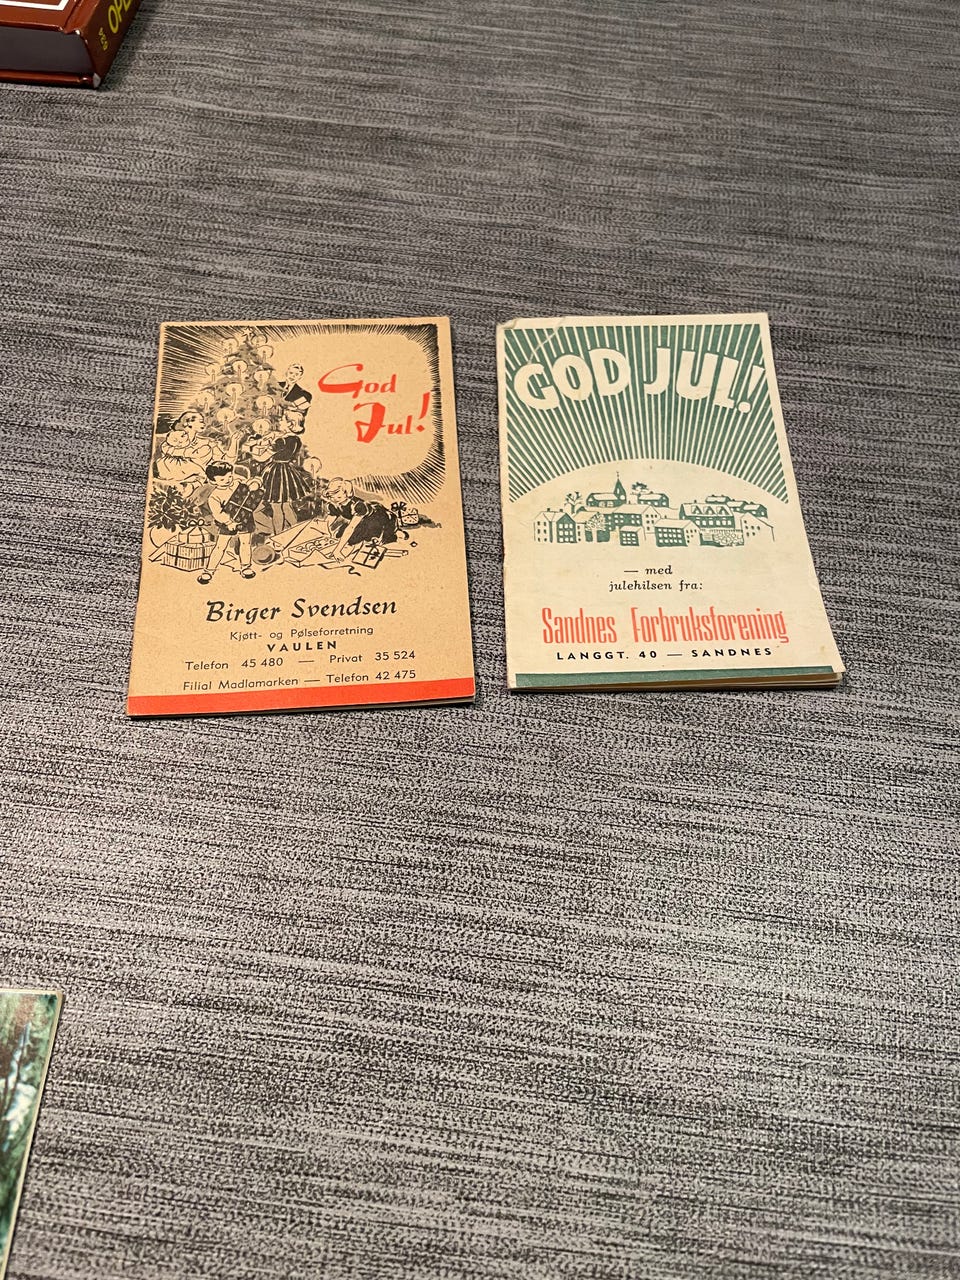 God
Jul!
Birger Svendsen
Kjøtt- og Pølseforretning
VAULEN
Telefon 45 480 — Privat 35 524
Filial Madlamarken — Telefon 42 475
GOD JUL!
— med
julehilsen fra:
Sandnes Forbruksforening
LANGGT. 40 — SANDNES